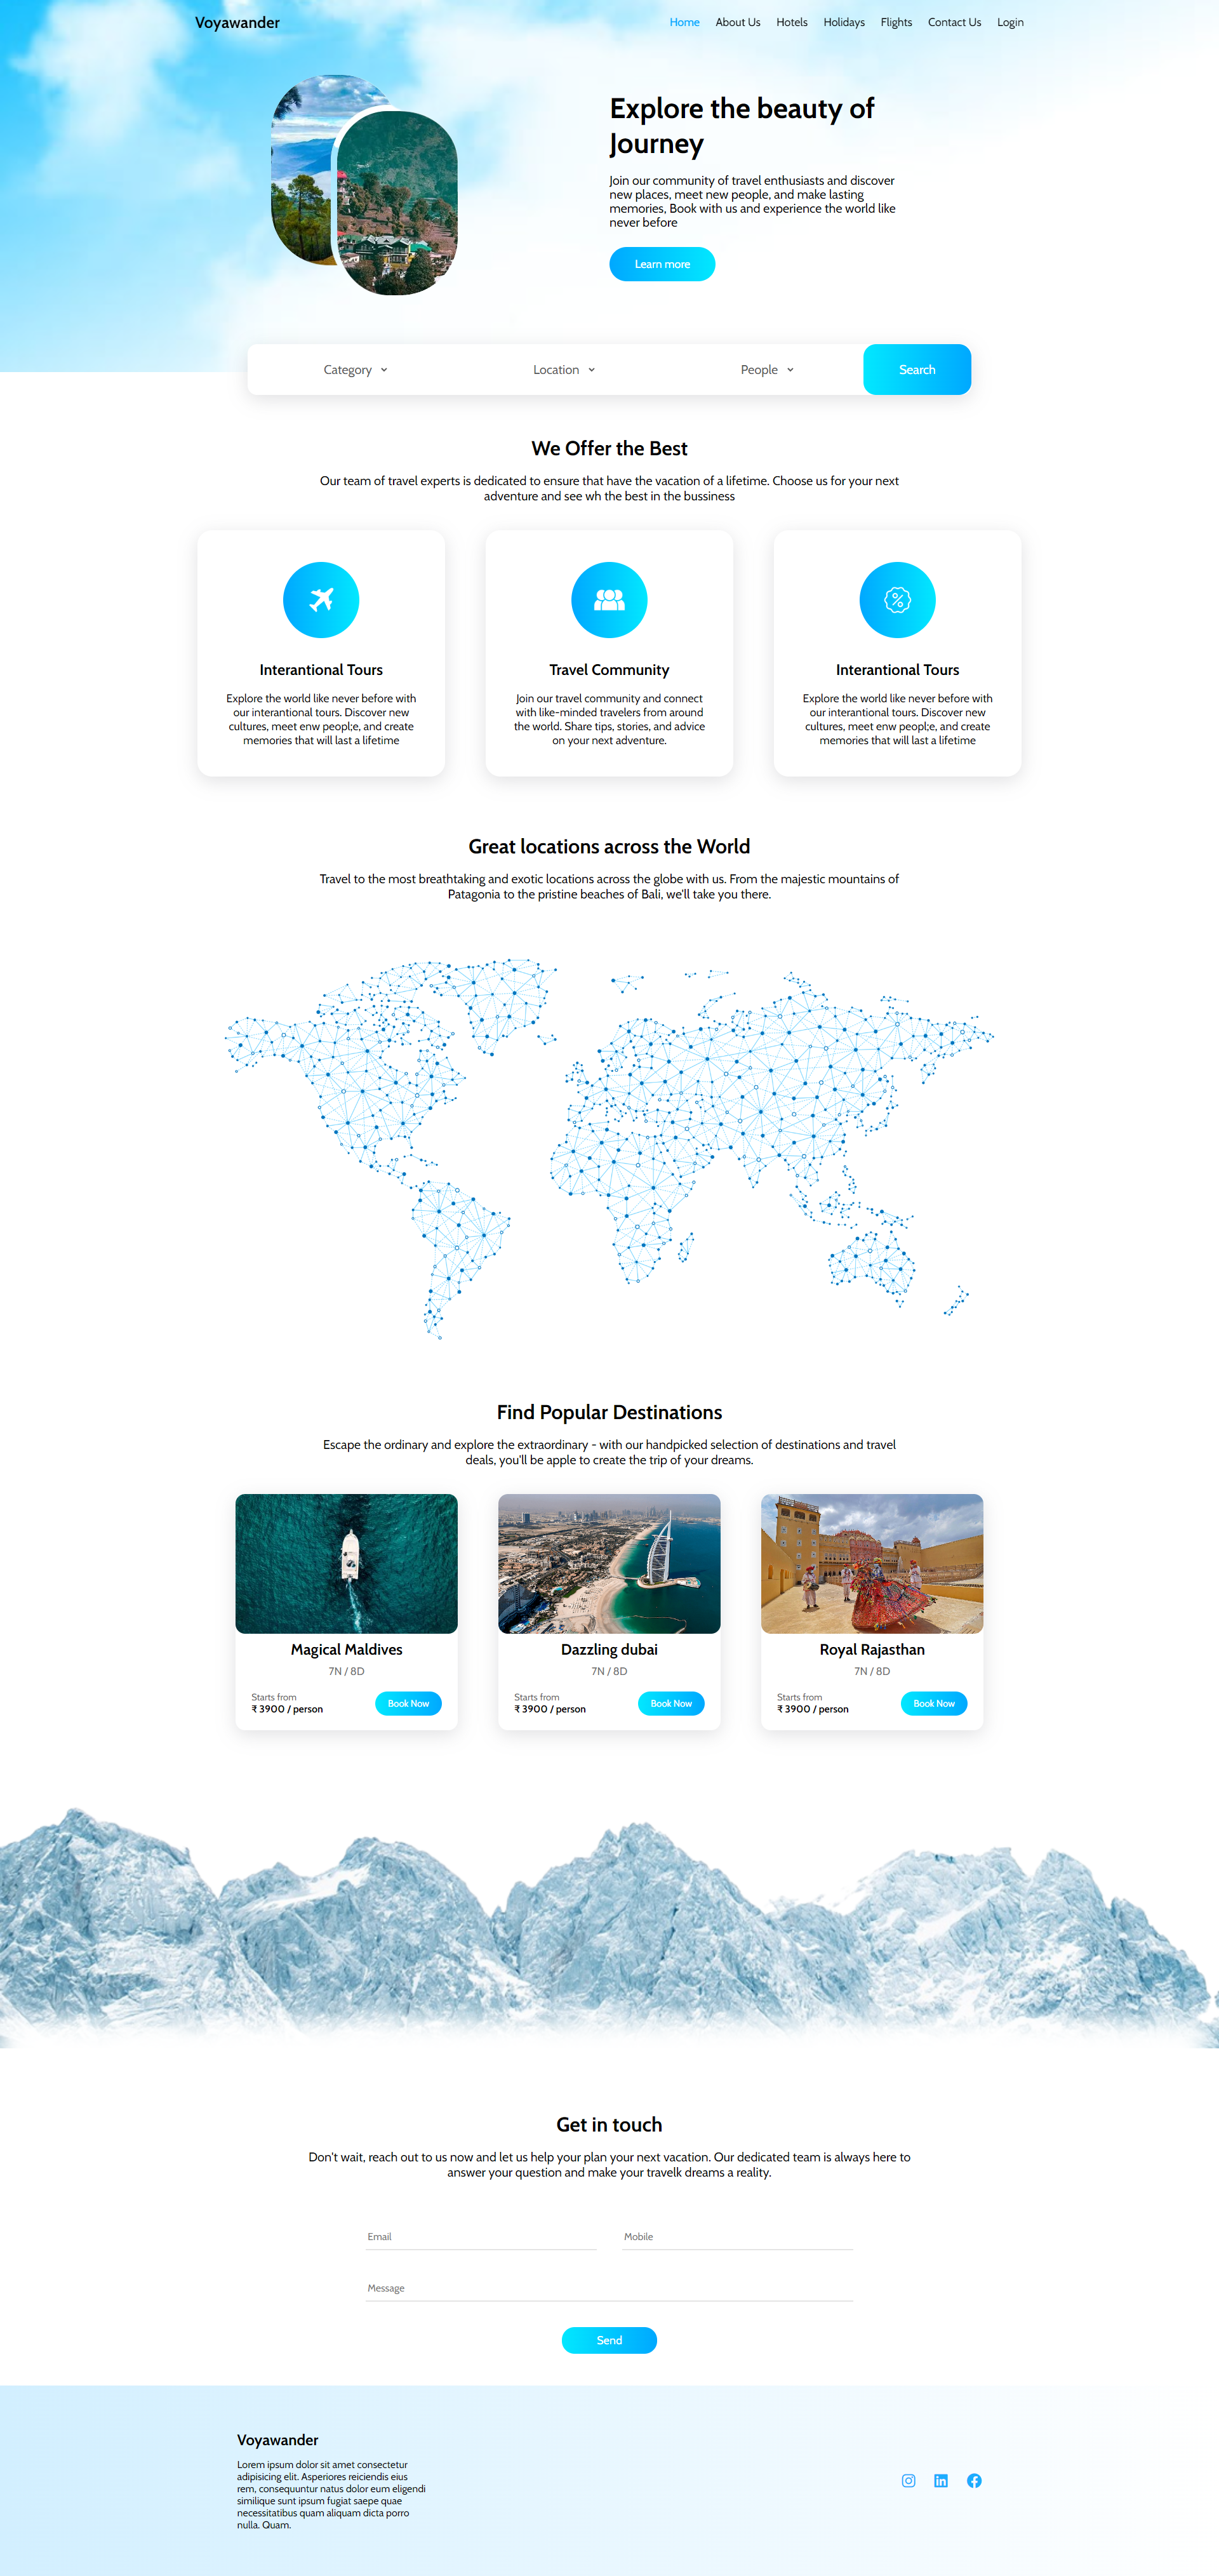 Voyawander
Home About Us Hotels Holidays Flights Contact Us Login
Explore the beauty of
Journey
Join our community of travel enthusiasts and discover
new places, meet new people, and make lasting
memories, Book with us and experience the world like
never before
Learn more
Category
Location
People
Search
We Offer the Best
Our team of travel experts is dedicated to ensure that have the vacation of a lifetime. Choose us for your next
adventure and see wh the best in the bussiness
Interantional Tours
Explore the world like never before with
our interantional tours. Discover new
cultures, meet enw peopl;e, and create
memories that will last a lifetime
Travel Community
Join our travel community and connect
with like-minded travelers from around
the world. Share tips, stories, and advice
on your next adventure.
Interantional Tours
Explore the world like never before with
our interantional tours. Discover new
cultures, meet enw peopl;e, and create
memories that will last a lifetime
Great locations across the World
Travel to the most breathtaking and exotic locations across the globe with us. From the majestic mountains of
Patagonia to the pristine beaches of Bali, we'll take you there.
Find Popular Destinations
Escape the ordinary and explore the extraordinary - with our handpicked selection of destinations and travel
deals, you'll be apple to create the trip of your dreams.
Magical Maldives
7N / 8D
Starts from
₹ 3900 / person
Book Now
Dazzling dubai
7N / 8D
Starts from
₹ 3900 / person
Book Now
Royal Rajasthan
7N / 8D
Starts from
₹ 3900 / person
Book Now
Get in touch
Don't wait, reach out to us now and let us help your plan your next vacation. Our dedicated team is always here to
answer your question and make your travelk dreams a reality.
Email
Mobile
Message
Send
Voyawander
Lorem ipsum dolor sit amet consectetur
adipisicing elit. Asperiores reiciendis eius
rem, consequuntur natus dolor eum eligendi
similique sunt ipsum fugiat saepe quae
necessitatibus quam aliquam dicta porro
nulla. Quam.